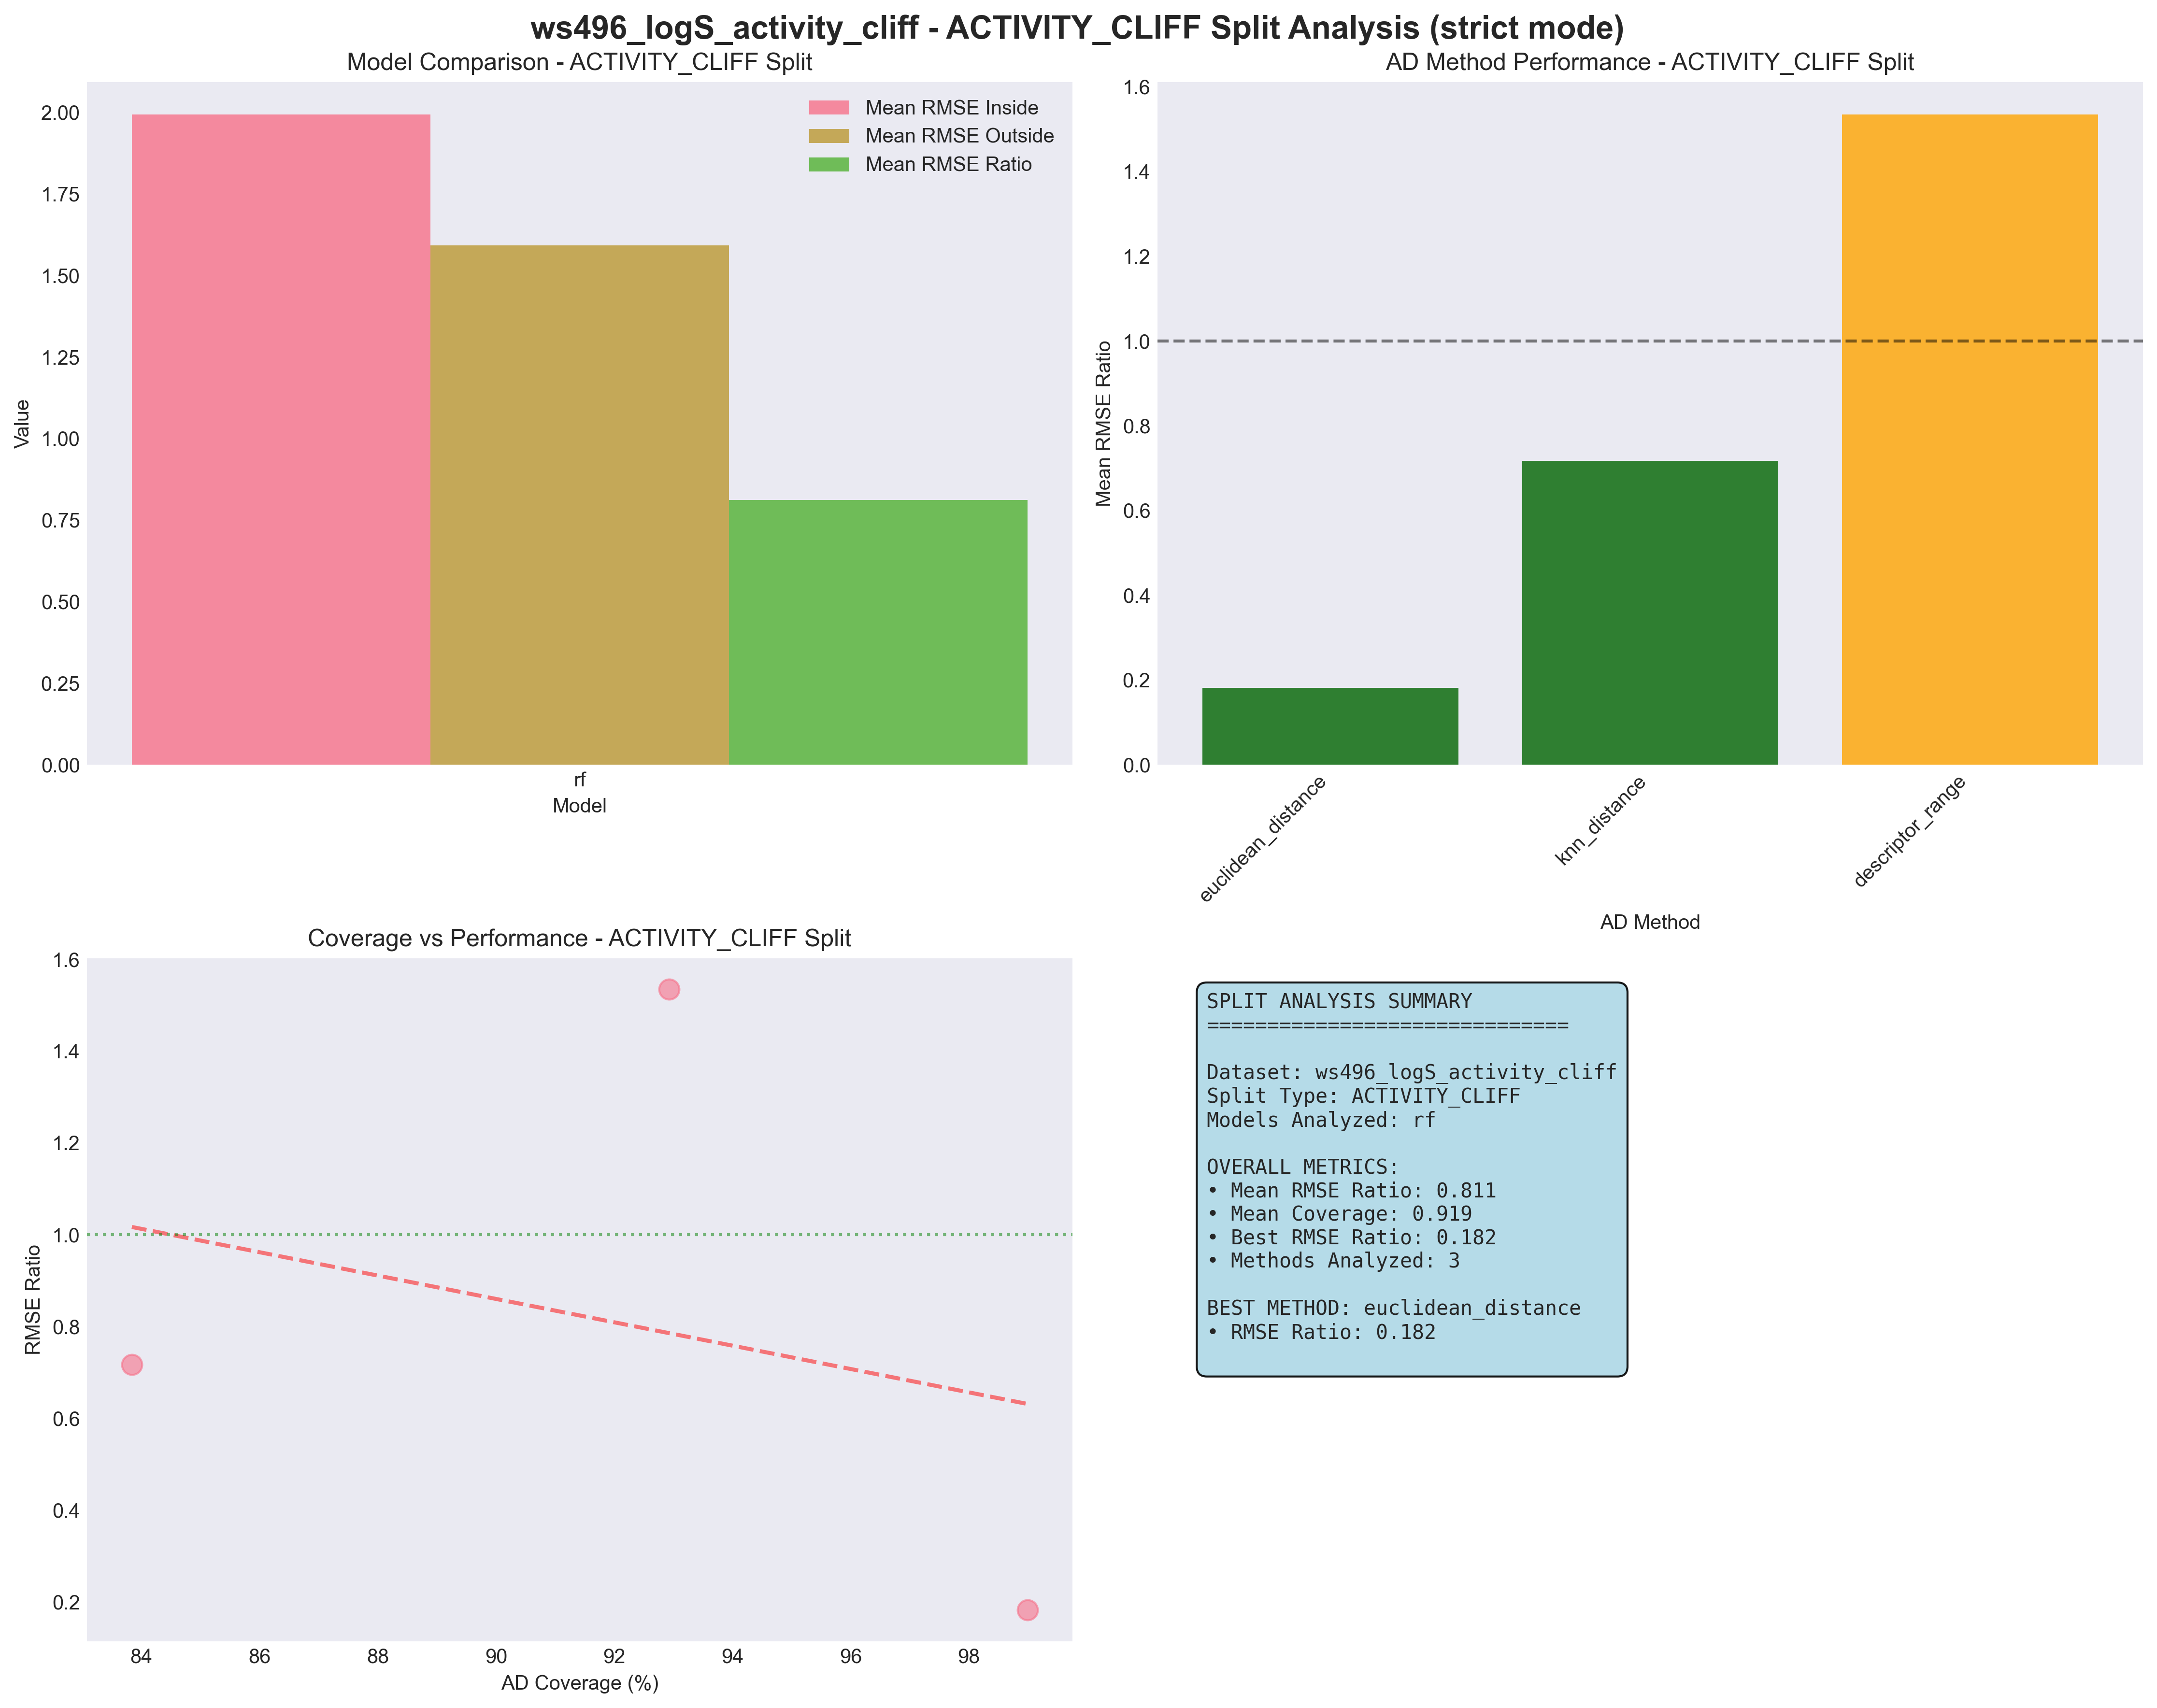 ws496_logS_activity_cliff - ACTIVITY_CLIFF Split Analysis (strict mode)
Model Comparison - ACTIVITY_CLIFF Split
Mean RMSE Inside
Mean RMSE Outside
Mean RMSE Ratio
2.00
1.75
1.50
1.25
1.00
0.75
0.50
0.25
0.00
Value
rf
Model
AD Method Performance - ACTIVITY_CLIFF Split
1.6
1.4
1.2
1.0
0.8
0.6
0.4
0.2
0.0
Mean RMSE Ratio
euclidean_distance
knn_distance
descriptor_range
AD Method
Coverage vs Performance - ACTIVITY_CLIFF Split
1.6
1.4
1.2
1.0
0.8
0.6
0.4
0.2
RMSE Ratio
84 86 88 90 92 94 96 98
AD Coverage (%)
SPLIT ANALYSIS SUMMARY
==============================
Dataset: ws496_logS_activity_cliff
Split Type: ACTIVITY_CLIFF
Models Analyzed: rf
OVERALL METRICS:
• Mean RMSE Ratio: 0.811
• Mean Coverage: 0.919
• Best RMSE Ratio: 0.182
• Methods Analyzed: 3
BEST METHOD: euclidean_distance
• RMSE Ratio: 0.182